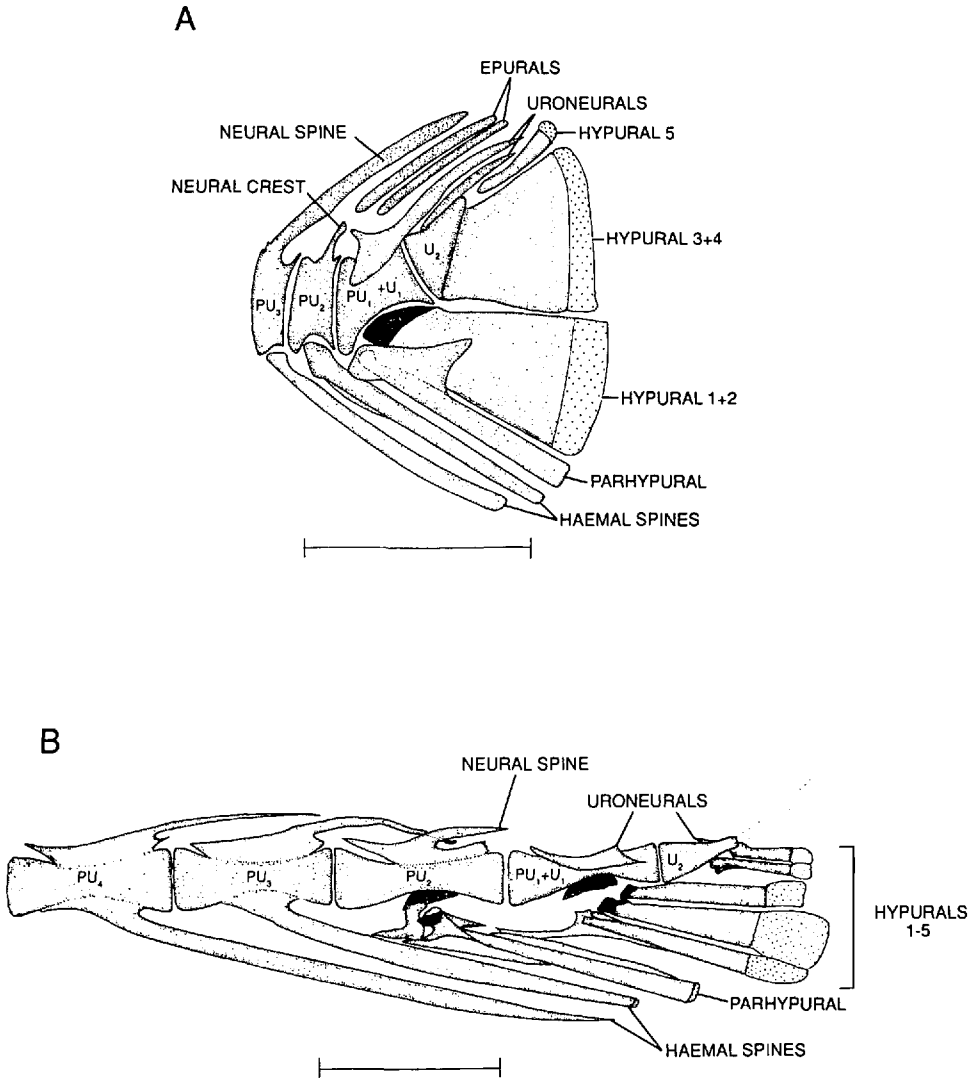 A
EPURALS
URONEURALS
HYPURAL 5
NEURAL SPINE
NEURAL CREST
HYPURAL 3+4
U2
PU3
PU2
PU1 +U1
HYPURAL 1+2
PARHYPURAL
HAEMAL SPINES
B
NEURAL SPINE
URONEURALS
PU4
PU3
PU2
PU1+U1
U2
HYPURALS
1-5
PARHYPURAL
HAEMAL SPINES